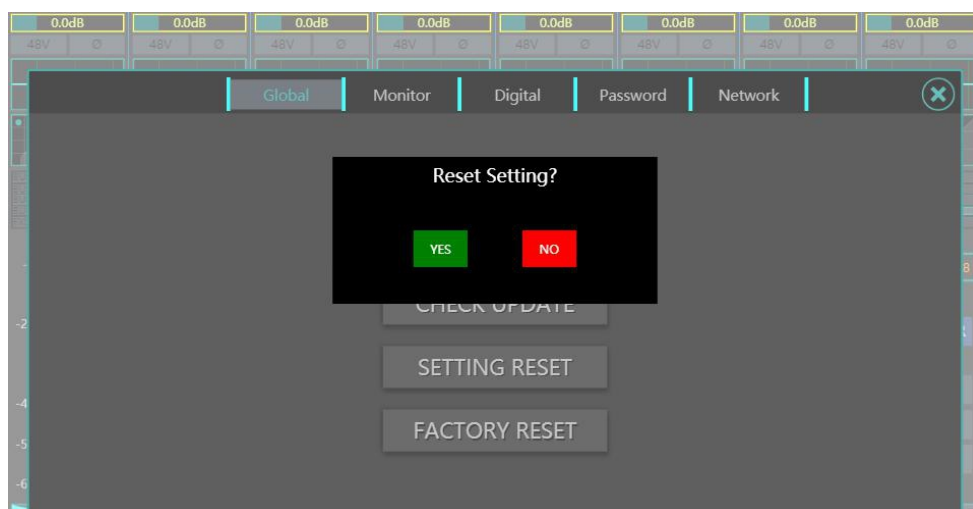 0.0dB 0.0dB 0.0dB 0.0dB 0.0dB 0.0dB 0.0dB 0.0dB
48V Ø 48V Ø 48V Ø 48V Ø 48V Ø 48V Ø 48V Ø 48V Ø
Global Monitor Digital Password Network
Reset Setting?
YES NO
CHECK UPDATE
-2
SETTING RESET
-4
FACTORY RESET
-5
-6